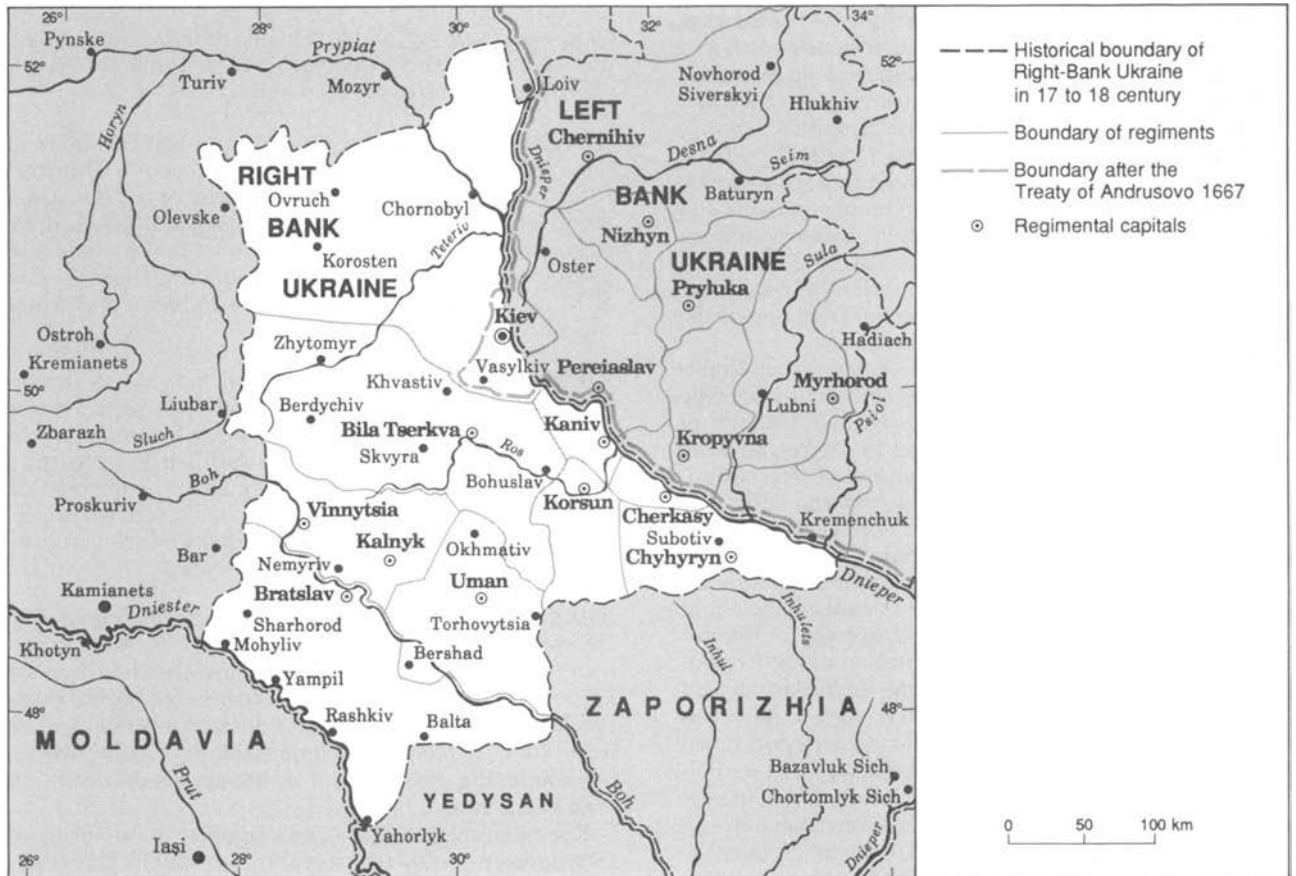 26°
28°
30°
32°
34°
Pynske
52°
Turiv
Prypiat
Mozyr
Loiv
Novhorod
Siverskyi
52°
Hlukhiv
Horyn
LEFT
Chernihiv
Desna
Seim
Dnieper
RIGHT
Ovruch
BANK
Baturyn
Olevske
BANK
Chornobyl
Nizhyn
Korosten
Teteriv
Oster
Sula
UKRAINE
UKRAINE
Pryluka
Kiev
Hadiach
Ostroh
Zhytomyr
Kremianets
Vasylkiv
Pereiaslav
Khvastiv
Myrhorod
50°
Lubni
Liubar
Berdychiv
Psiol
Zbarazh
Sluch
Bila Tserkva
Kaniv
Skvyra
Ros
Kropyvna
Boh
Bohuslav
Proskuriv
Korsun
Vinnytsia
Cherkasy
Kremenchuk
Bar
Kalnyk
Okhmativ
Subotiv
Nemyriv
Chyhyryn
Kamianets
Dniester
Bratslav
Uman
Dnieper
Sharhorod
Torhovytsia
Inhulets
Khotyn
Mohyliv
Bershad
Inhul
Yampil
ZAPORIZHIA
48°
48°
Rashkiv
Balta
MOLDAVIA
Bazavluk Sich
Prut
Chortomlyk Sich
YEDYSAN
Boh
Yahorlyk
Iaşi
Dnieper
26°
28°
30°
Historical boundary of
Right-Bank Ukraine
in 17 to 18 century
Boundary of regiments
Boundary after the
Treaty of Andrusovo 1667
Regimental capitals
0 50 100 km